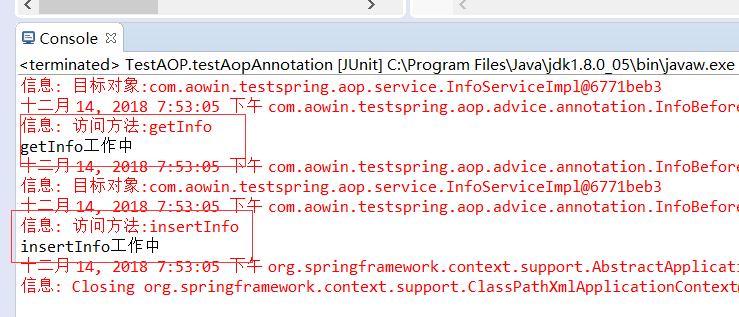 Console
<terminated> TestAOP.testAopAnnotation [JUnit] C:\Program Files\Java\jdk1.8.0_05\bin\javaw.exe
信息: 目标对象:com.aowin.testspring.aop.service.InfoServiceImpl@6771beb3
十二月 14, 2018 7:53:05 下午 com.aowin.testspring.aop.advice.annotation.InfoBefore
信息: 访问方法:getInfo
getInfo工作中
十二月 14, 2018 7:53:05 下午 com.aowin.testspring.aop.advice.annotation.InfoBefore
信息: 目标对象:com.aowin.testspring.aop.service.InfoServiceImpl@6771beb3
十二月 14, 2018 7:53:05 下午 com.aowin.testspring.aop.advice.annotation.InfoBefore
信息: 访问方法:insertInfo
insertInfo工作中
十二月 14, 2018 7:53:05 下午 org.springframework.context.support.AbstractApplicati
信息: Closing org.springframework.context.support.ClassPathXmlApplicationContext@